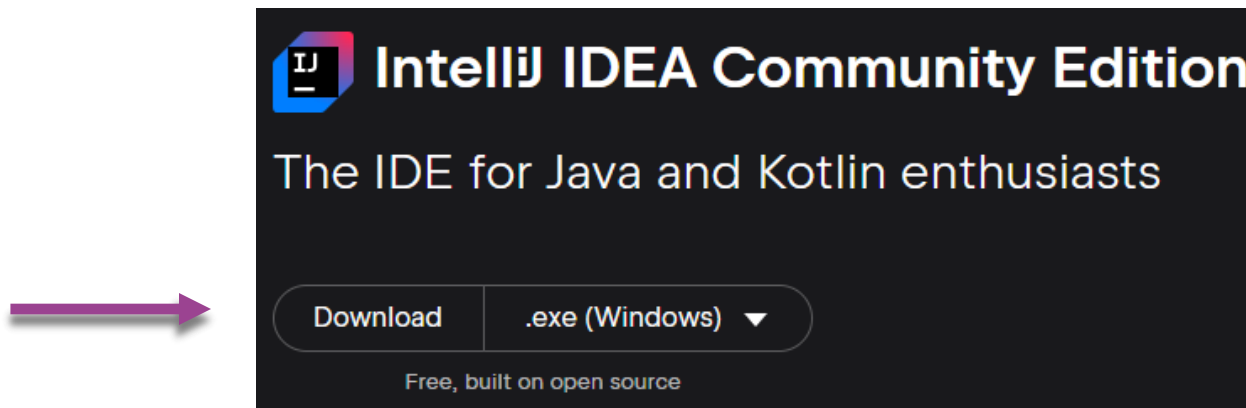 IJ
IntelliJ IDEA Community Edition
The IDE for Java and Kotlin enthusiasts
Download .exe (Windows)
Free, built on open source